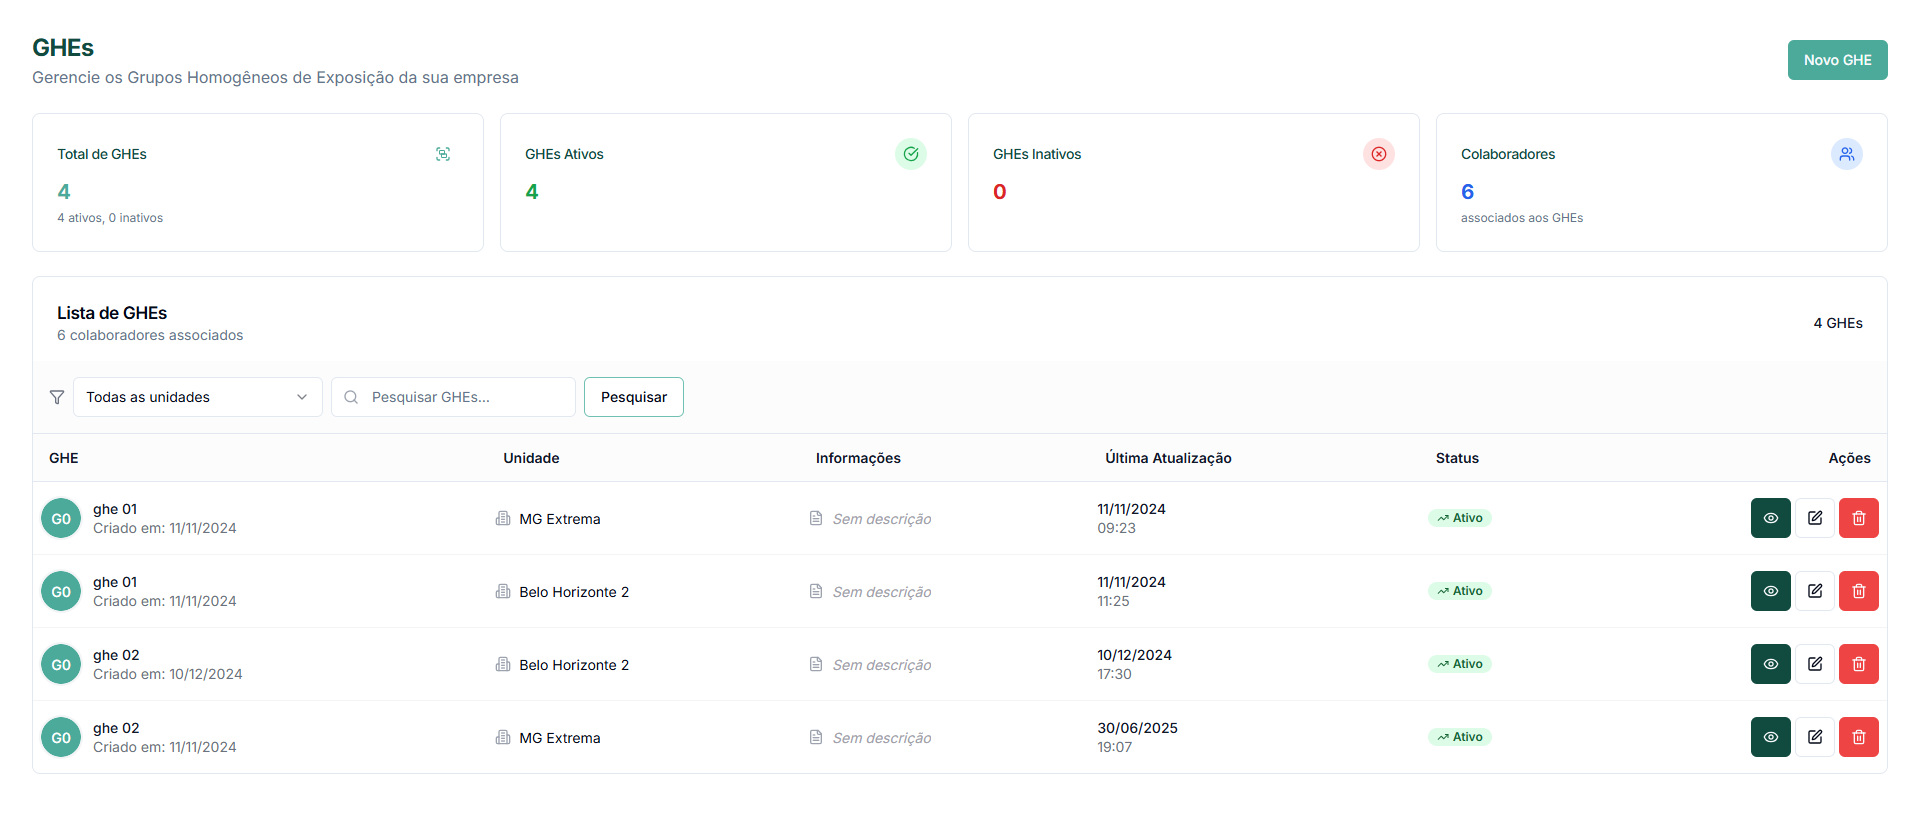 GHEs
Gerencie os Grupos Homogêneos de Exposição da sua empresa
Novo GHE
Total de GHEs
4
4 ativos, 0 inativos
GHEs Ativos
4
GHEs Inativos
0
Colaboradores
6
associados aos GHEs
Lista de GHEs
6 colaboradores associados
4 GHEs
Todas as unidades
Pesquisar GHEs...
Pesquisar
GHE Unidade Informações Última Atualização Status Ações
G0
ghe 01
Criado em: 11/11/2024
MG Extrema
Sem descrição
11/11/2024
09:23
Ativo
G0
ghe 01
Criado em: 11/11/2024
Belo Horizonte 2
Sem descrição
11/11/2024
11:25
Ativo
G0
ghe 02
Criado em: 10/12/2024
Belo Horizonte 2
Sem descrição
10/12/2024
17:30
Ativo
G0
ghe 02
Criado em: 11/11/2024
MG Extrema
Sem descrição
30/06/2025
19:07
Ativo